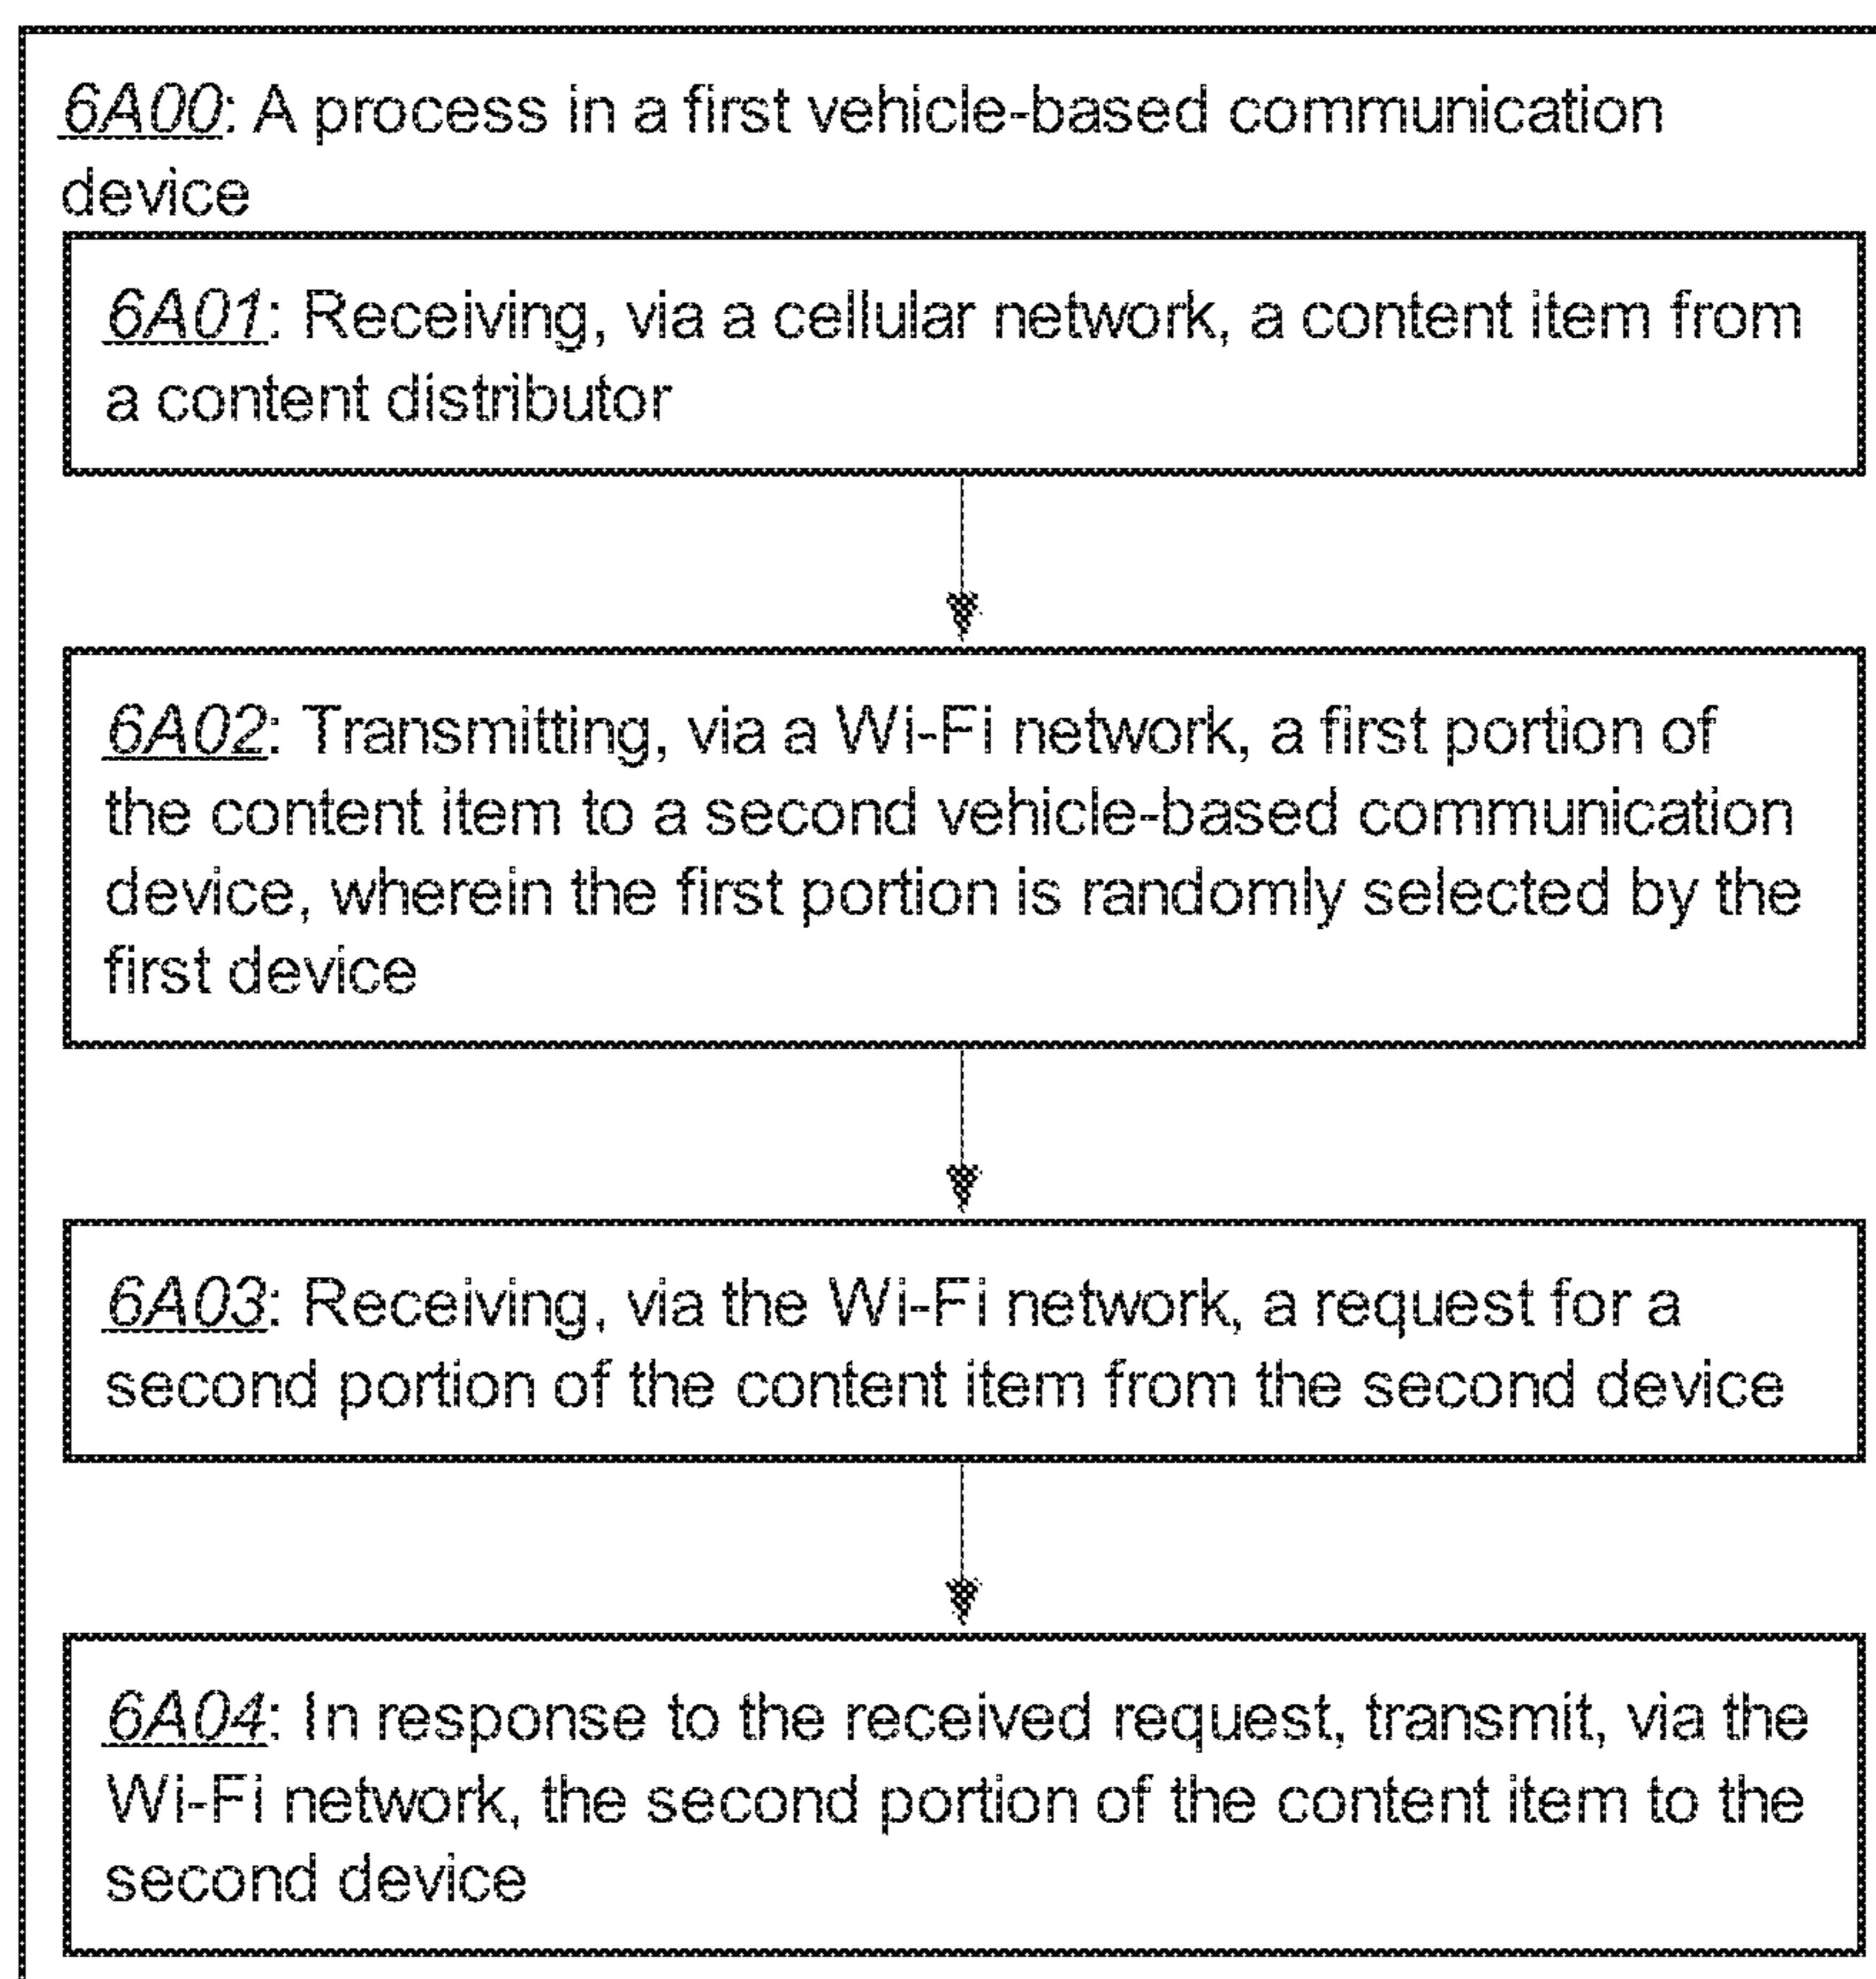 6A00: A process in a first vehicle-based communication
device
6A01: Receiving, via a cellular network, a content item from
a content distributor
6A02: Transmitting, via a Wi-Fi network, a first portion of
the content item to a second vehicle-based communication
device, wherein the first portion is randomly selected by the
first device
6A03: Receiving, via the Wi-Fi network, a request for a
second portion of the content item from the second device
6A04: In response to the received request, transmit, via the
Wi-Fi network, the second portion of the content item to the
second device